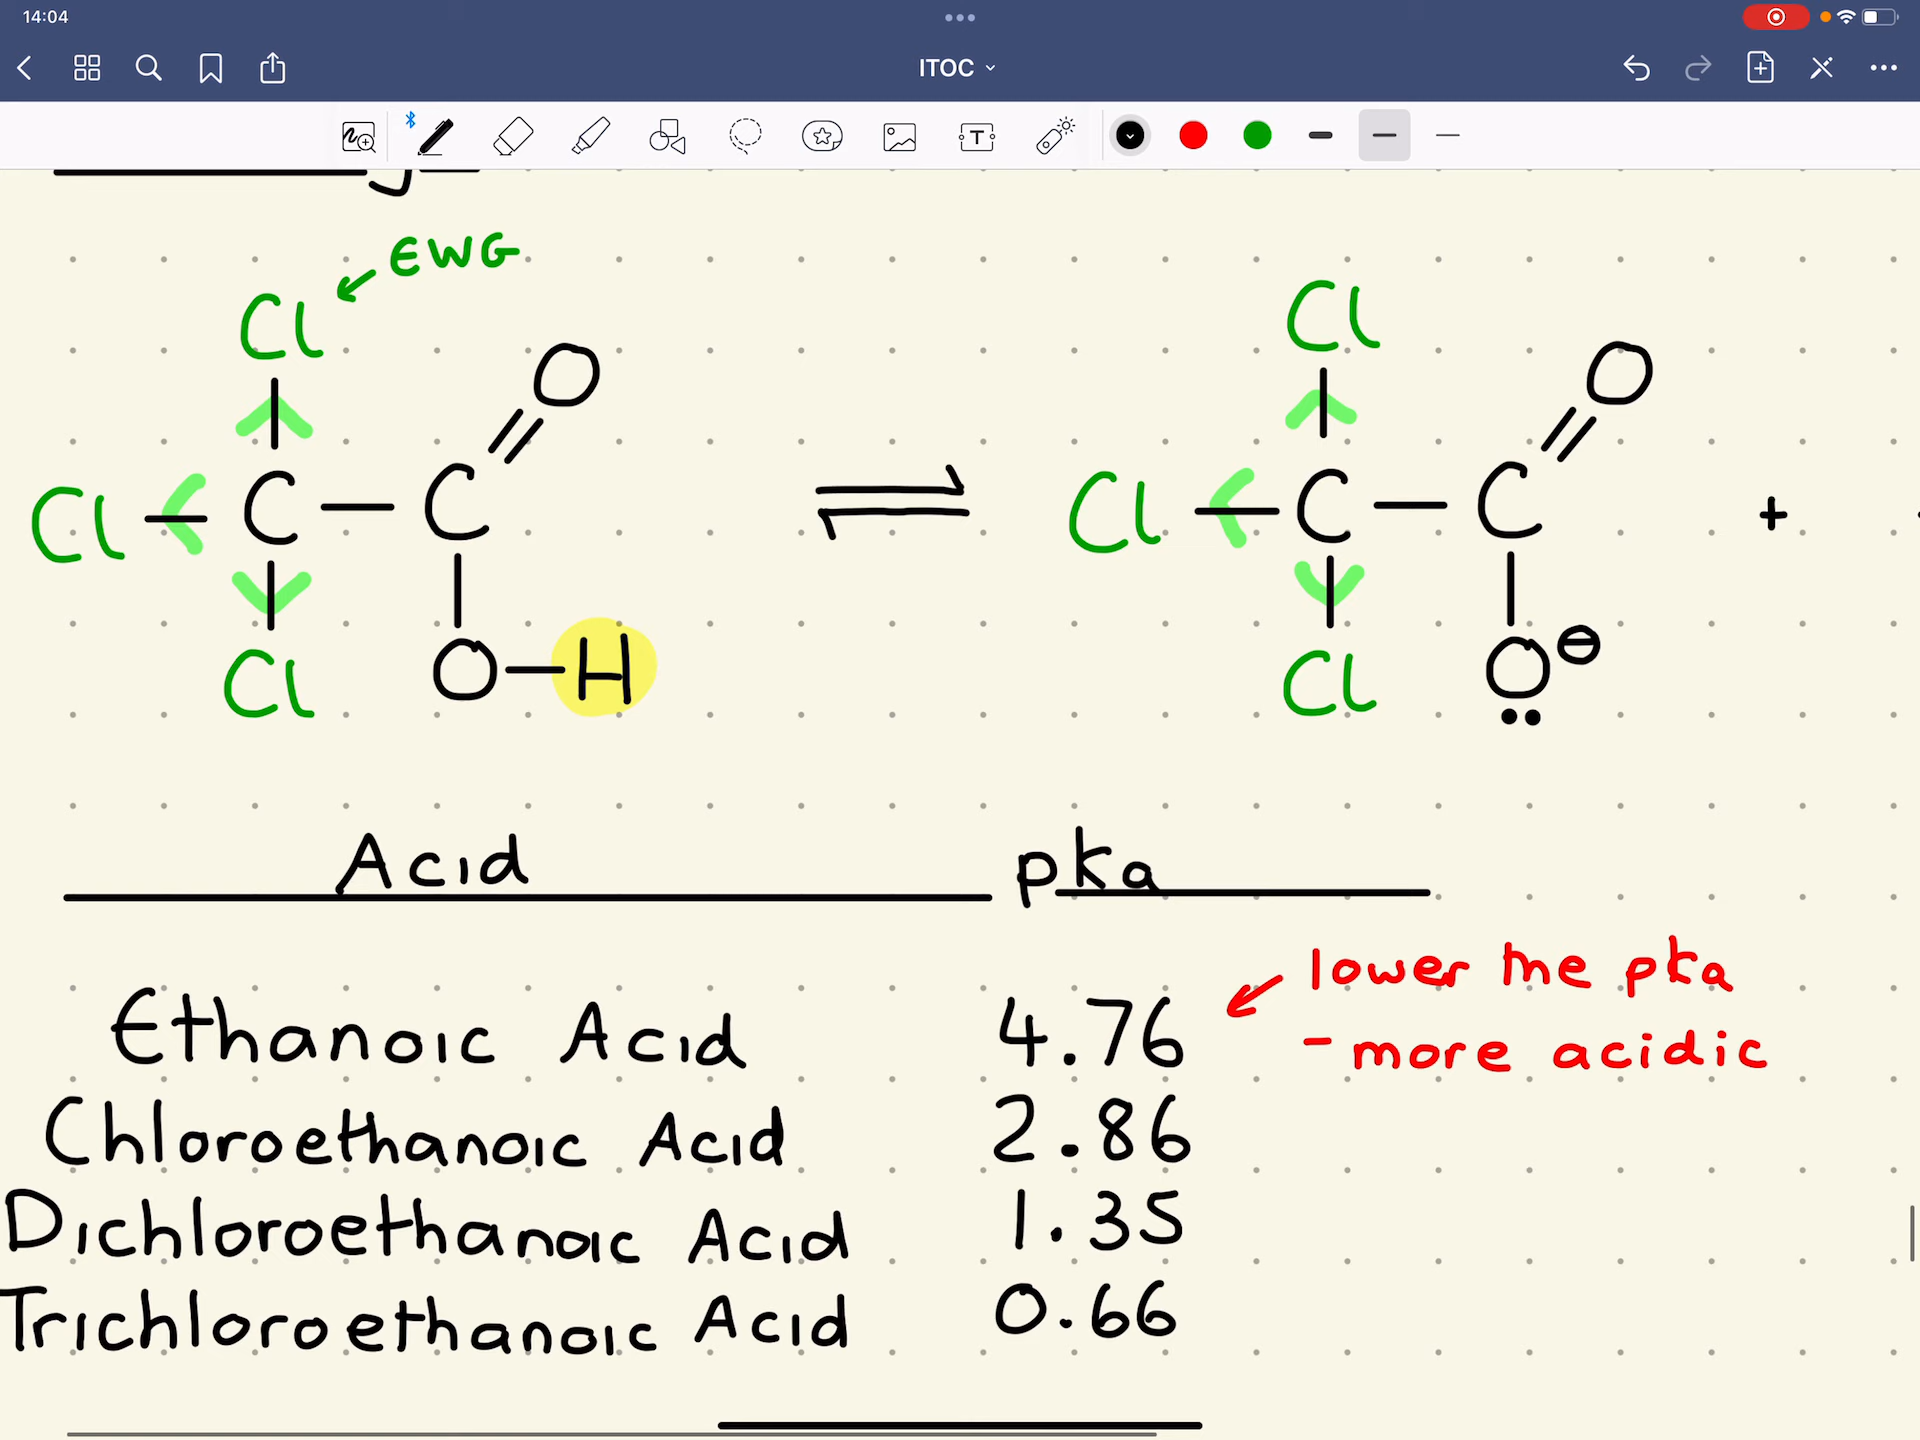 14:04
ITOC
T
EWG
Cl
Cl
O
O
Cl C C
Cl C C +
Cl O H
Cl O ⊖
Acid pka
lower the pka
Ethanoic Acid 4.76
- more acidic
Chloroethanoic Acid 2.86
Dichloroethanoic Acid 1.35
Trichloroethanoic Acid 0.66